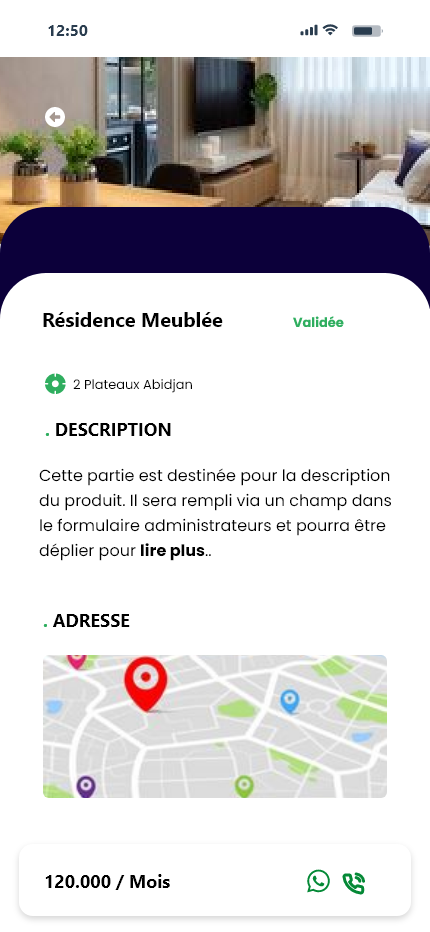 12:50
Résidence Meublée
Validée
2 Plateaux Abidjan
. DESCRIPTION
Cette partie est destinée pour la description
du produit. Il sera rempli via un champ dans
le formulaire administrateurs et pourra être
déplier pour lire plus..
. ADRESSE
120.000 / Mois